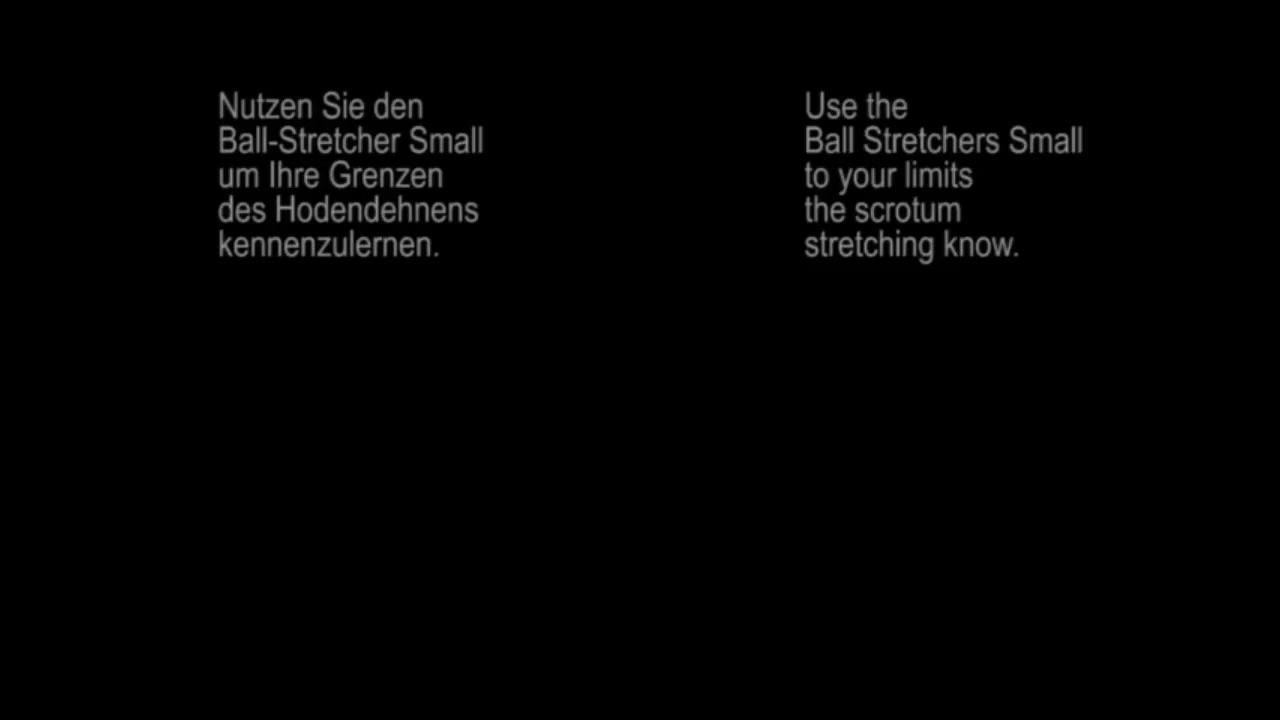 Nutzen Sie den
Ball-Stretcher Small
um Ihre Grenzen
des Hodendehnens
kennenzulernen.
Use the
Ball Stretchers Small
to your limits
the scrotum
stretching know.